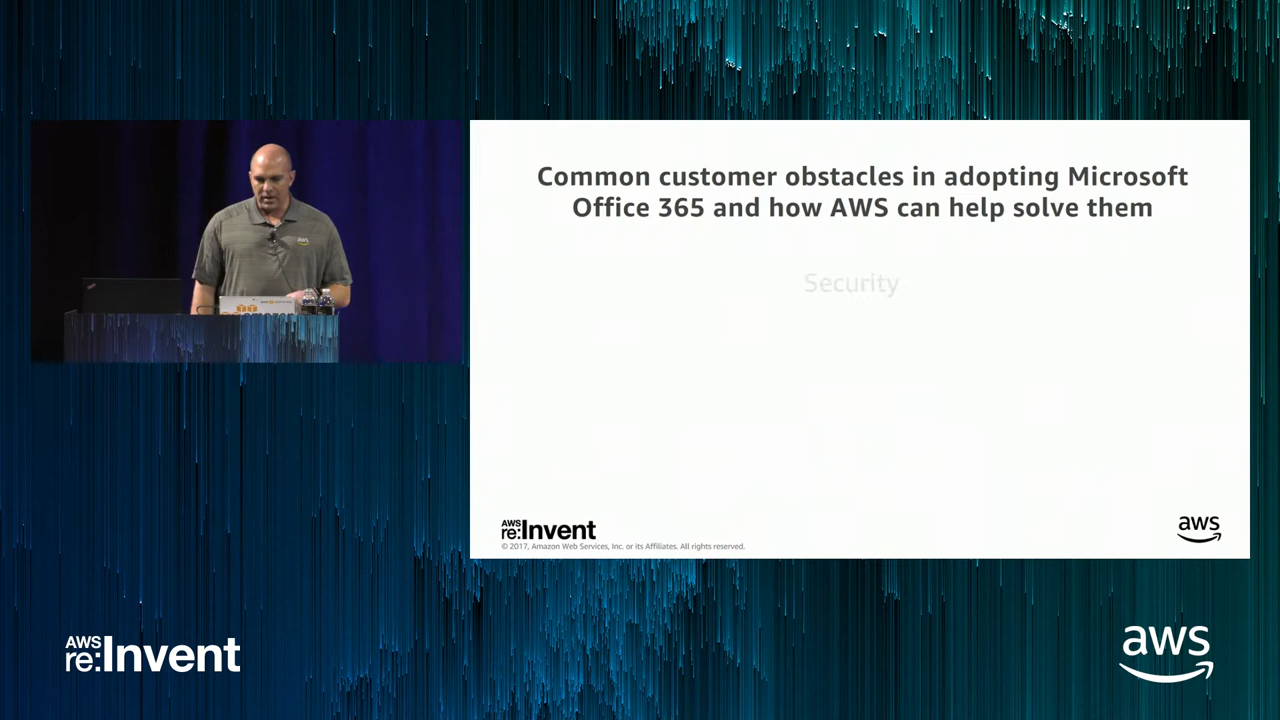 Common customer obstacles in adopting Microsoft
Office 365 and how AWS can help solve them
Security
aws
AWS
re:Invent
© 2017, Amazon Web Services, Inc. or its Affiliates. All rights reserved.
aws
AWS
re:Invent
aws